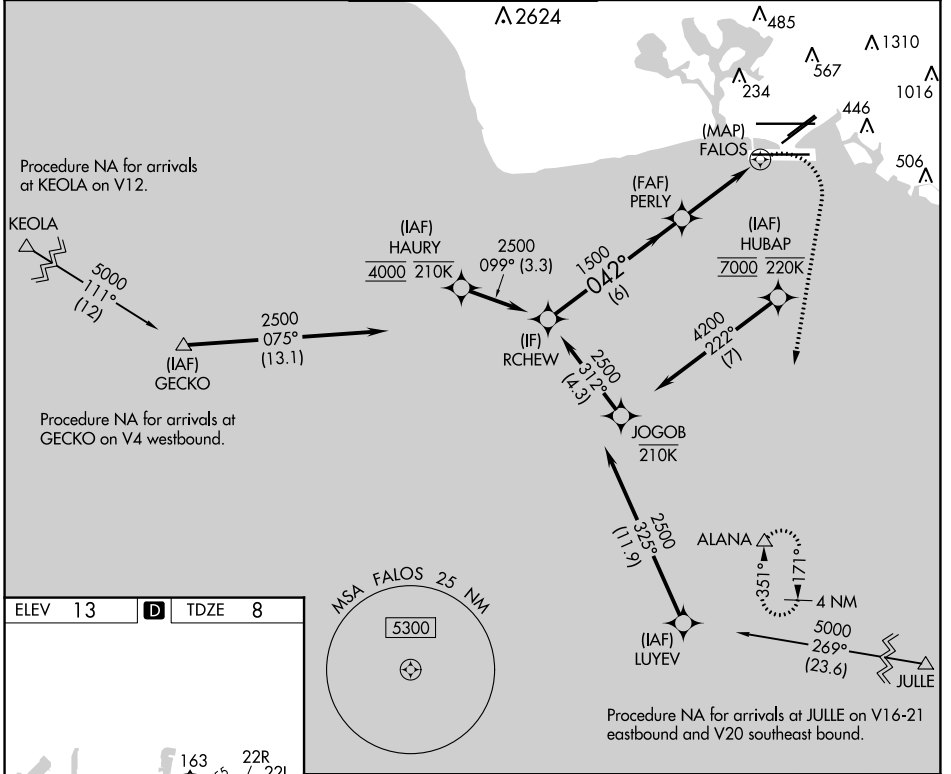 2624
485
1310
567
234
1016
446
506
(MAP)
FALOS
Procedure NA for arrivals
at KEOLA on V12.
KEOLA
5000
111°
(12)
(IAF)
GECKO
2500
075°
(13.1)
Procedure NA for arrivals at
GECKO on V4 westbound.
(IAF)
HAURY
4000 210K
2500
099° (3.3)
(FAF)
PERLY
1500
042°
(6)
(IF)
RCHEW
(IAF)
HUBAP
7000 220K
4200
222°
(7)
2500
312°
(4.3)
JOGOB
210K
2500
325°
(11.9)
ALANA
351°
171°
4 NM
(IAF)
LUYEV
5000
269°
(23.6)
JULLE
Procedure NA for arrivals at JULLE on V16-21
eastbound and V20 southeast bound.
MSA FALOS 25 NM
5300
ELEV 13 D TDZE 8
163
22R
22L